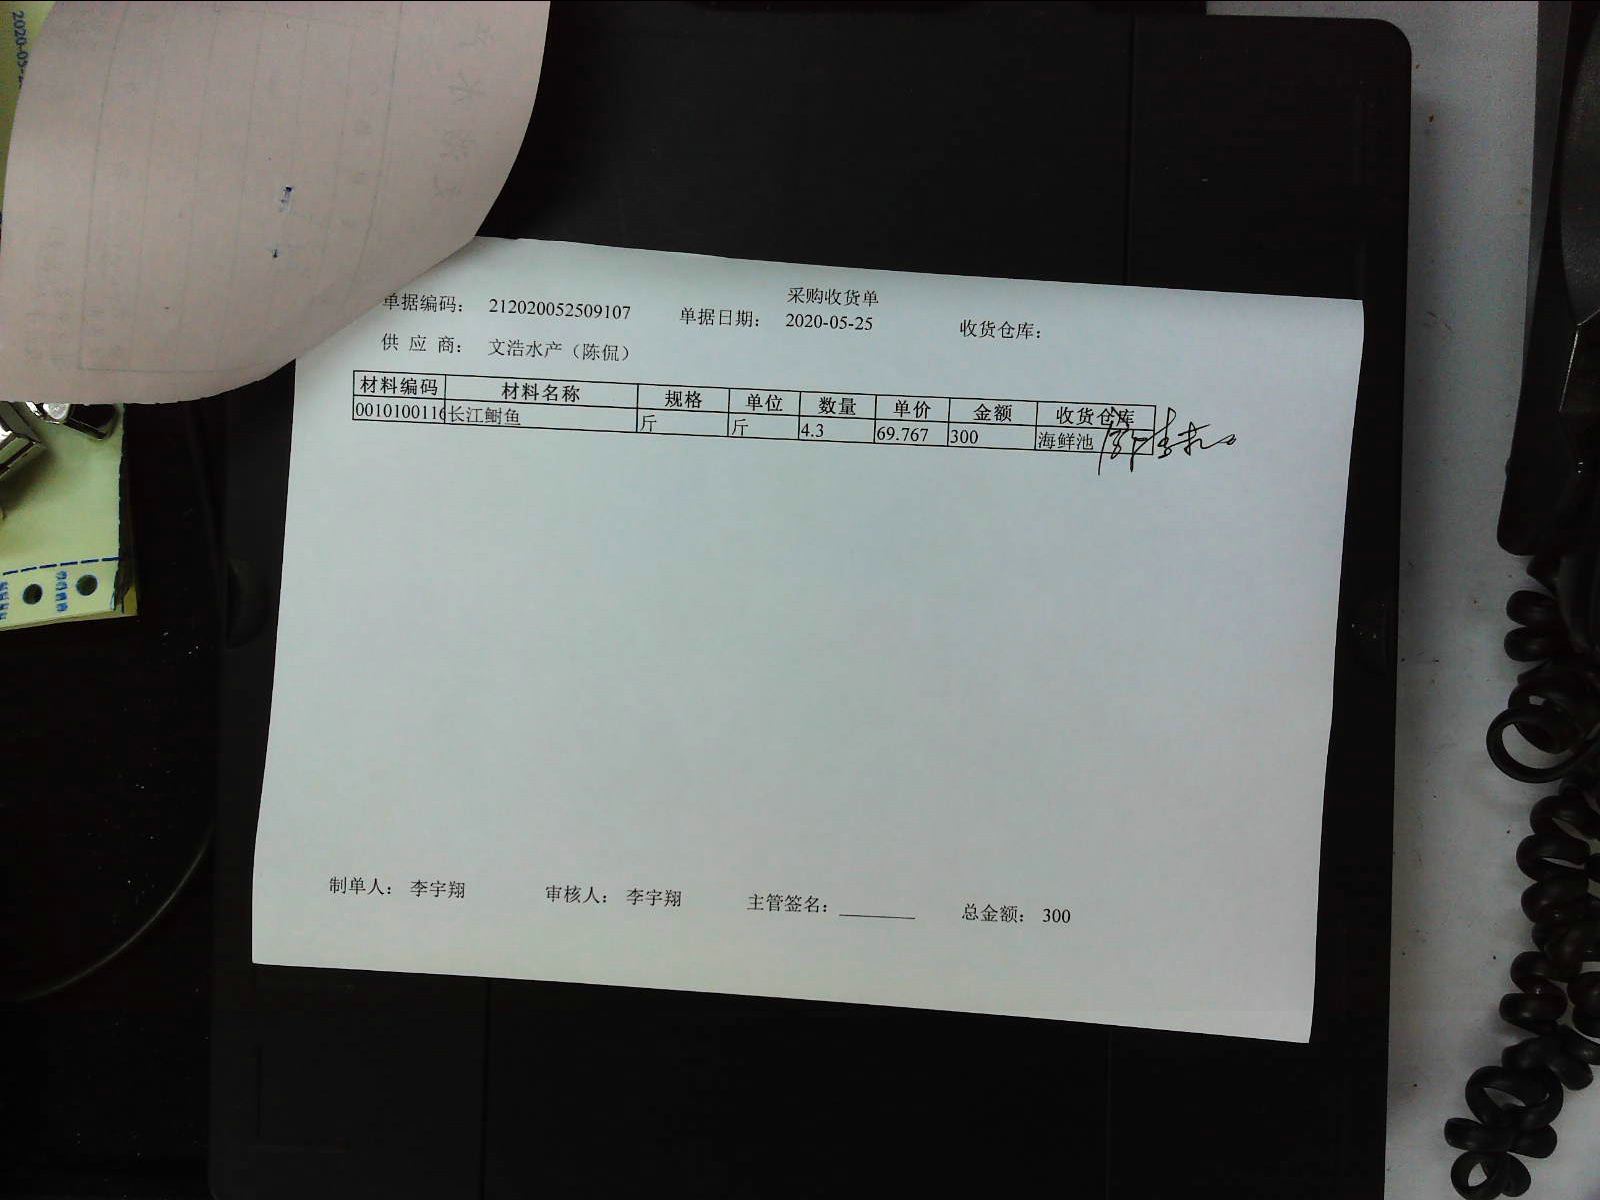 采购收货单
单据编码： 212020052509107 单据日期： 2020-05-25 收货仓库：
供 应 商： 文浩水产（陈侃）
材料编码 材料名称 规格 单位 数量 单价 金额 收货仓库
0010100116 长江鮰鱼 斤 斤 4.3 69.767 300 海鲜池
制单人： 李宇翔 审核人： 李宇翔 主管签名： 总金额： 300